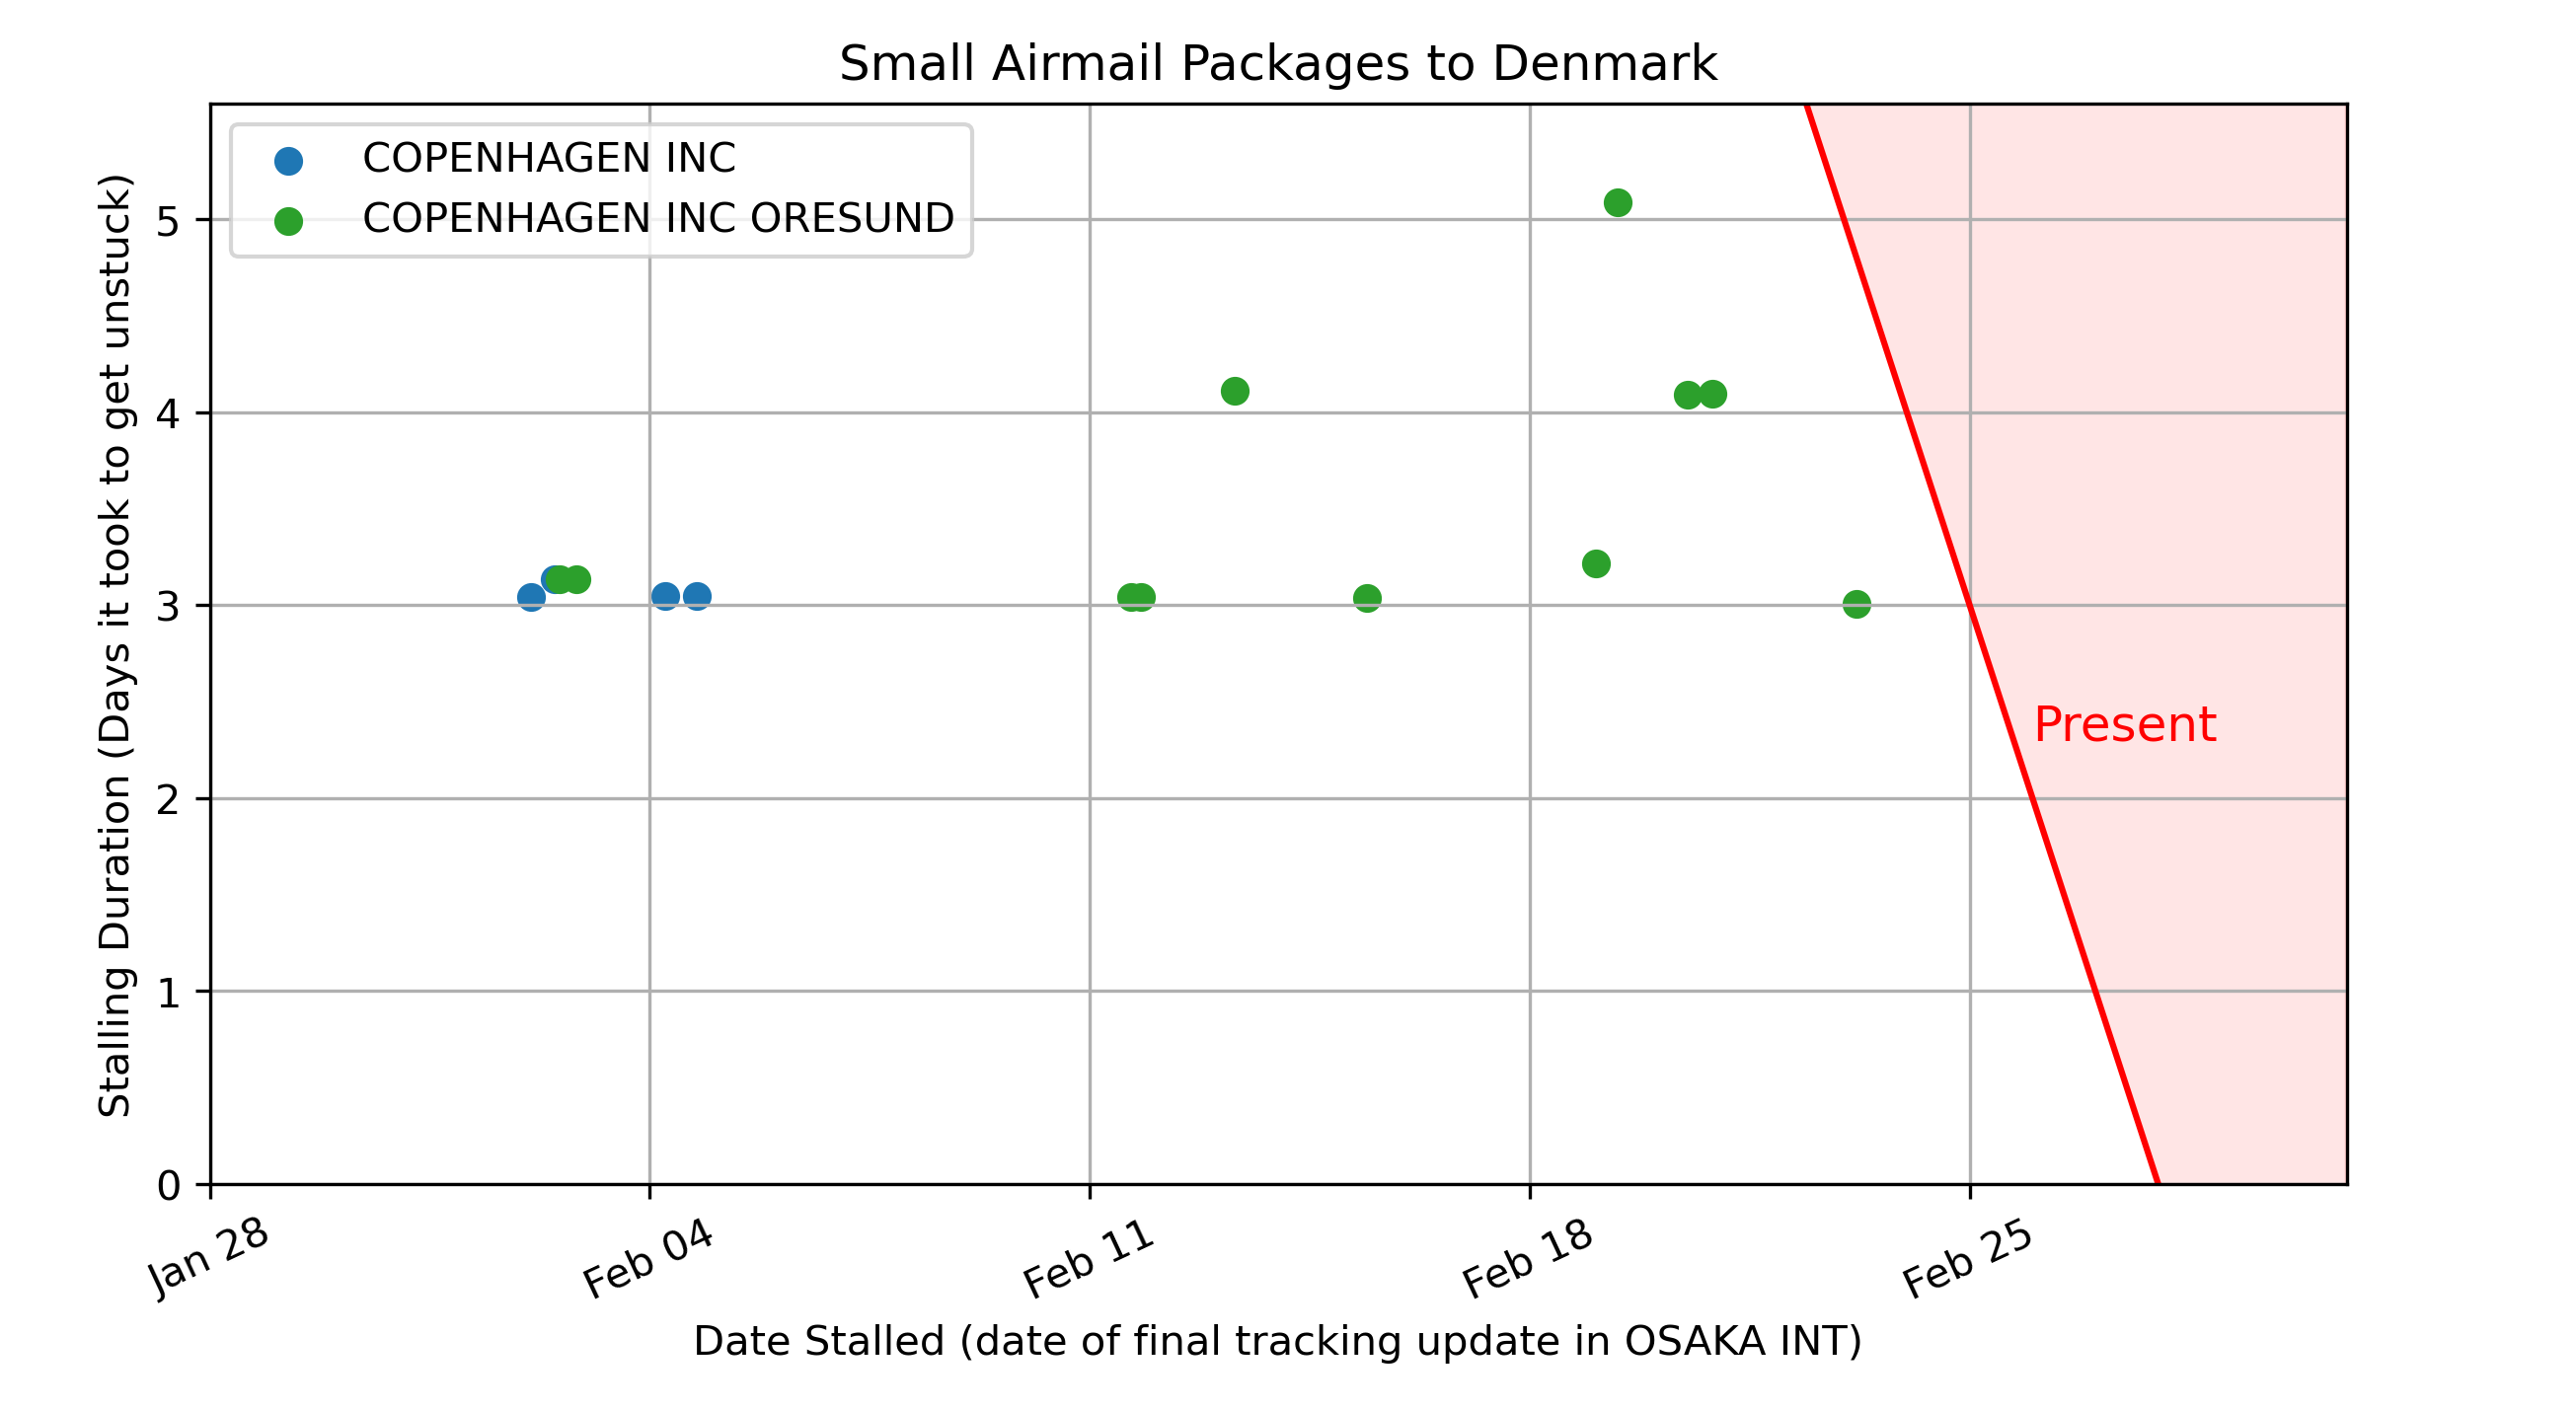 Small Airmail Packages to Denmark
COPENHAGEN INC
COPENHAGEN INC ORESUND
Stalling Duration (Days it took to get unstuck)
5
4
3
2
1
0
Present
Jan 28
Feb 04
Feb 11
Feb 18
Feb 25
Date Stalled (date of final tracking update in OSAKA INT)